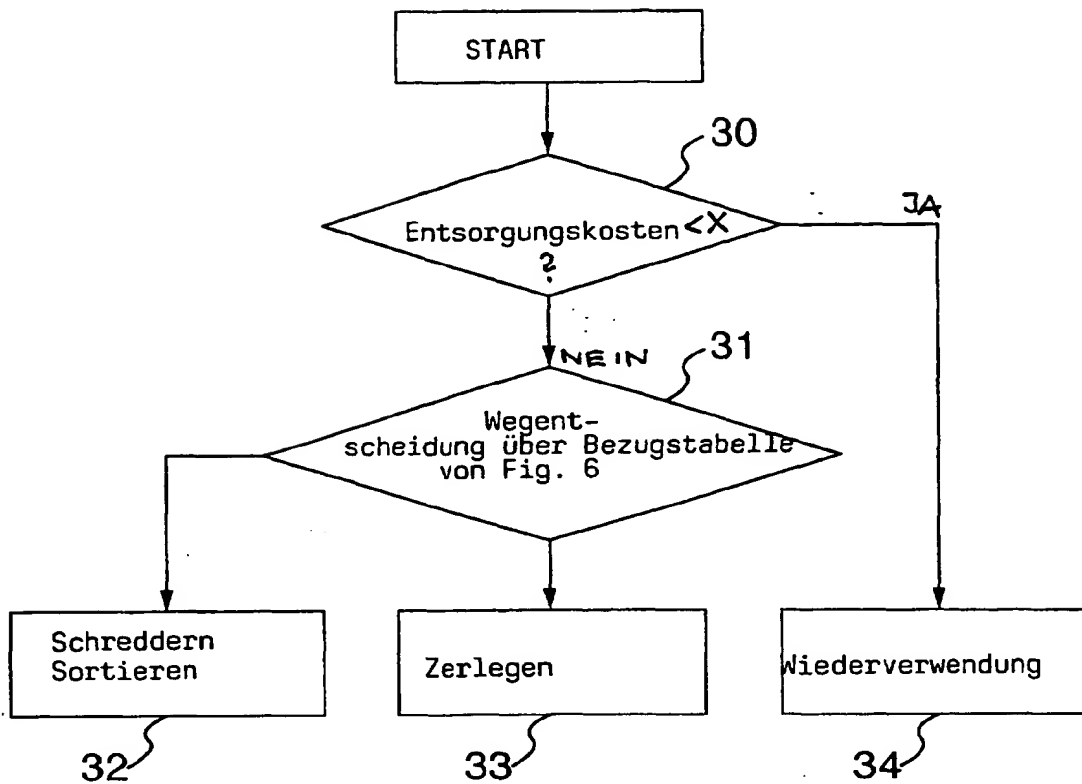 START
30
Entsorgungskosten <X
?
JA
NEIN
31
Wegent-
scheidung über Bezugstabelle
von Fig. 6
Schreddern
Sortieren
Zerlegen
Wiederverwendung
32
33
34